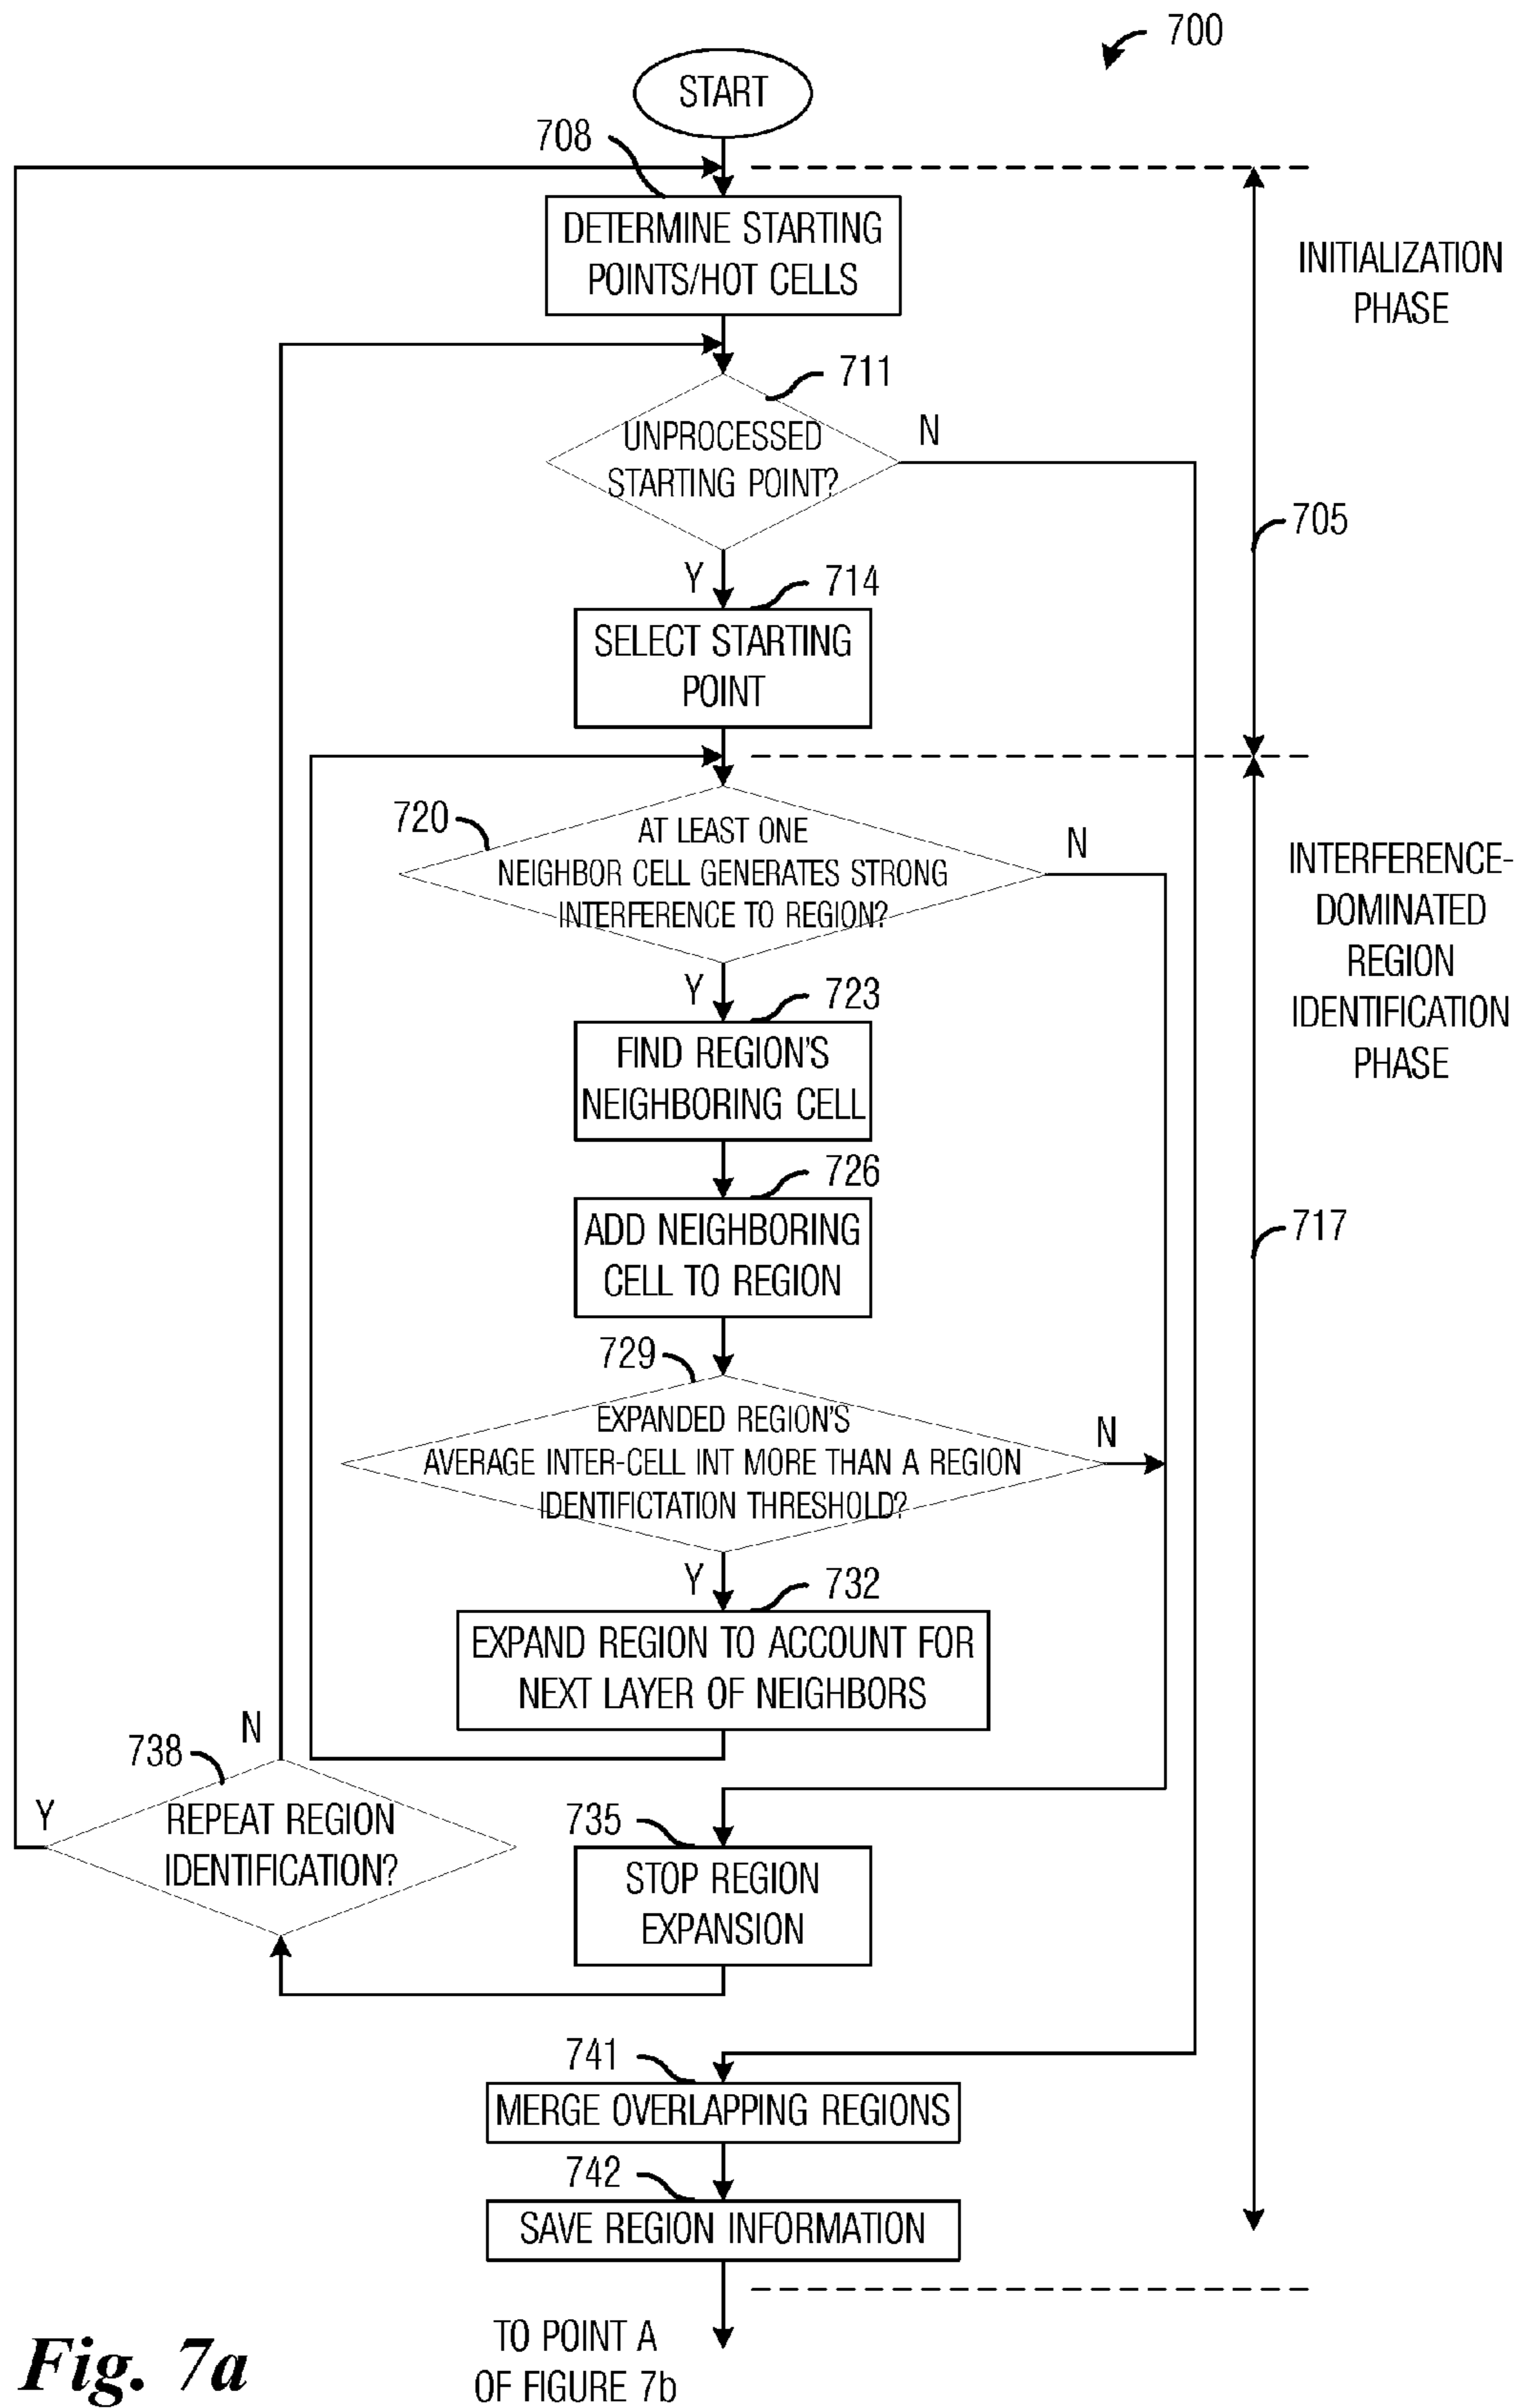 700
START
708
DETERMINE STARTING
POINTS/HOT CELLS
INITIALIZATION
PHASE
711
UNPROCESSED
STARTING POINT?
N
705
Y
714
SELECT STARTING
POINT
720
AT LEAST ONE
NEIGHBOR CELL GENERATES STRONG
INTERFERENCE TO REGION?
N
INTERFERENCE-
DOMINATED
REGION
IDENTIFICATION
PHASE
Y
723
FIND REGION'S
NEIGHBORING CELL
726
ADD NEIGHBORING
CELL TO REGION
717
729
EXPANDED REGION'S
AVERAGE INTER-CELL INT MORE THAN A REGION
IDENTIFICTATION THRESHOLD?
N
Y
732
EXPAND REGION TO ACCOUNT FOR
NEXT LAYER OF NEIGHBORS
N
738
Y
REPEAT REGION
IDENTIFICATION?
735
STOP REGION
EXPANSION
741
MERGE OVERLAPPING REGIONS
742
SAVE REGION INFORMATION
TO POINT A
OF FIGURE 7b
Fig. 7a